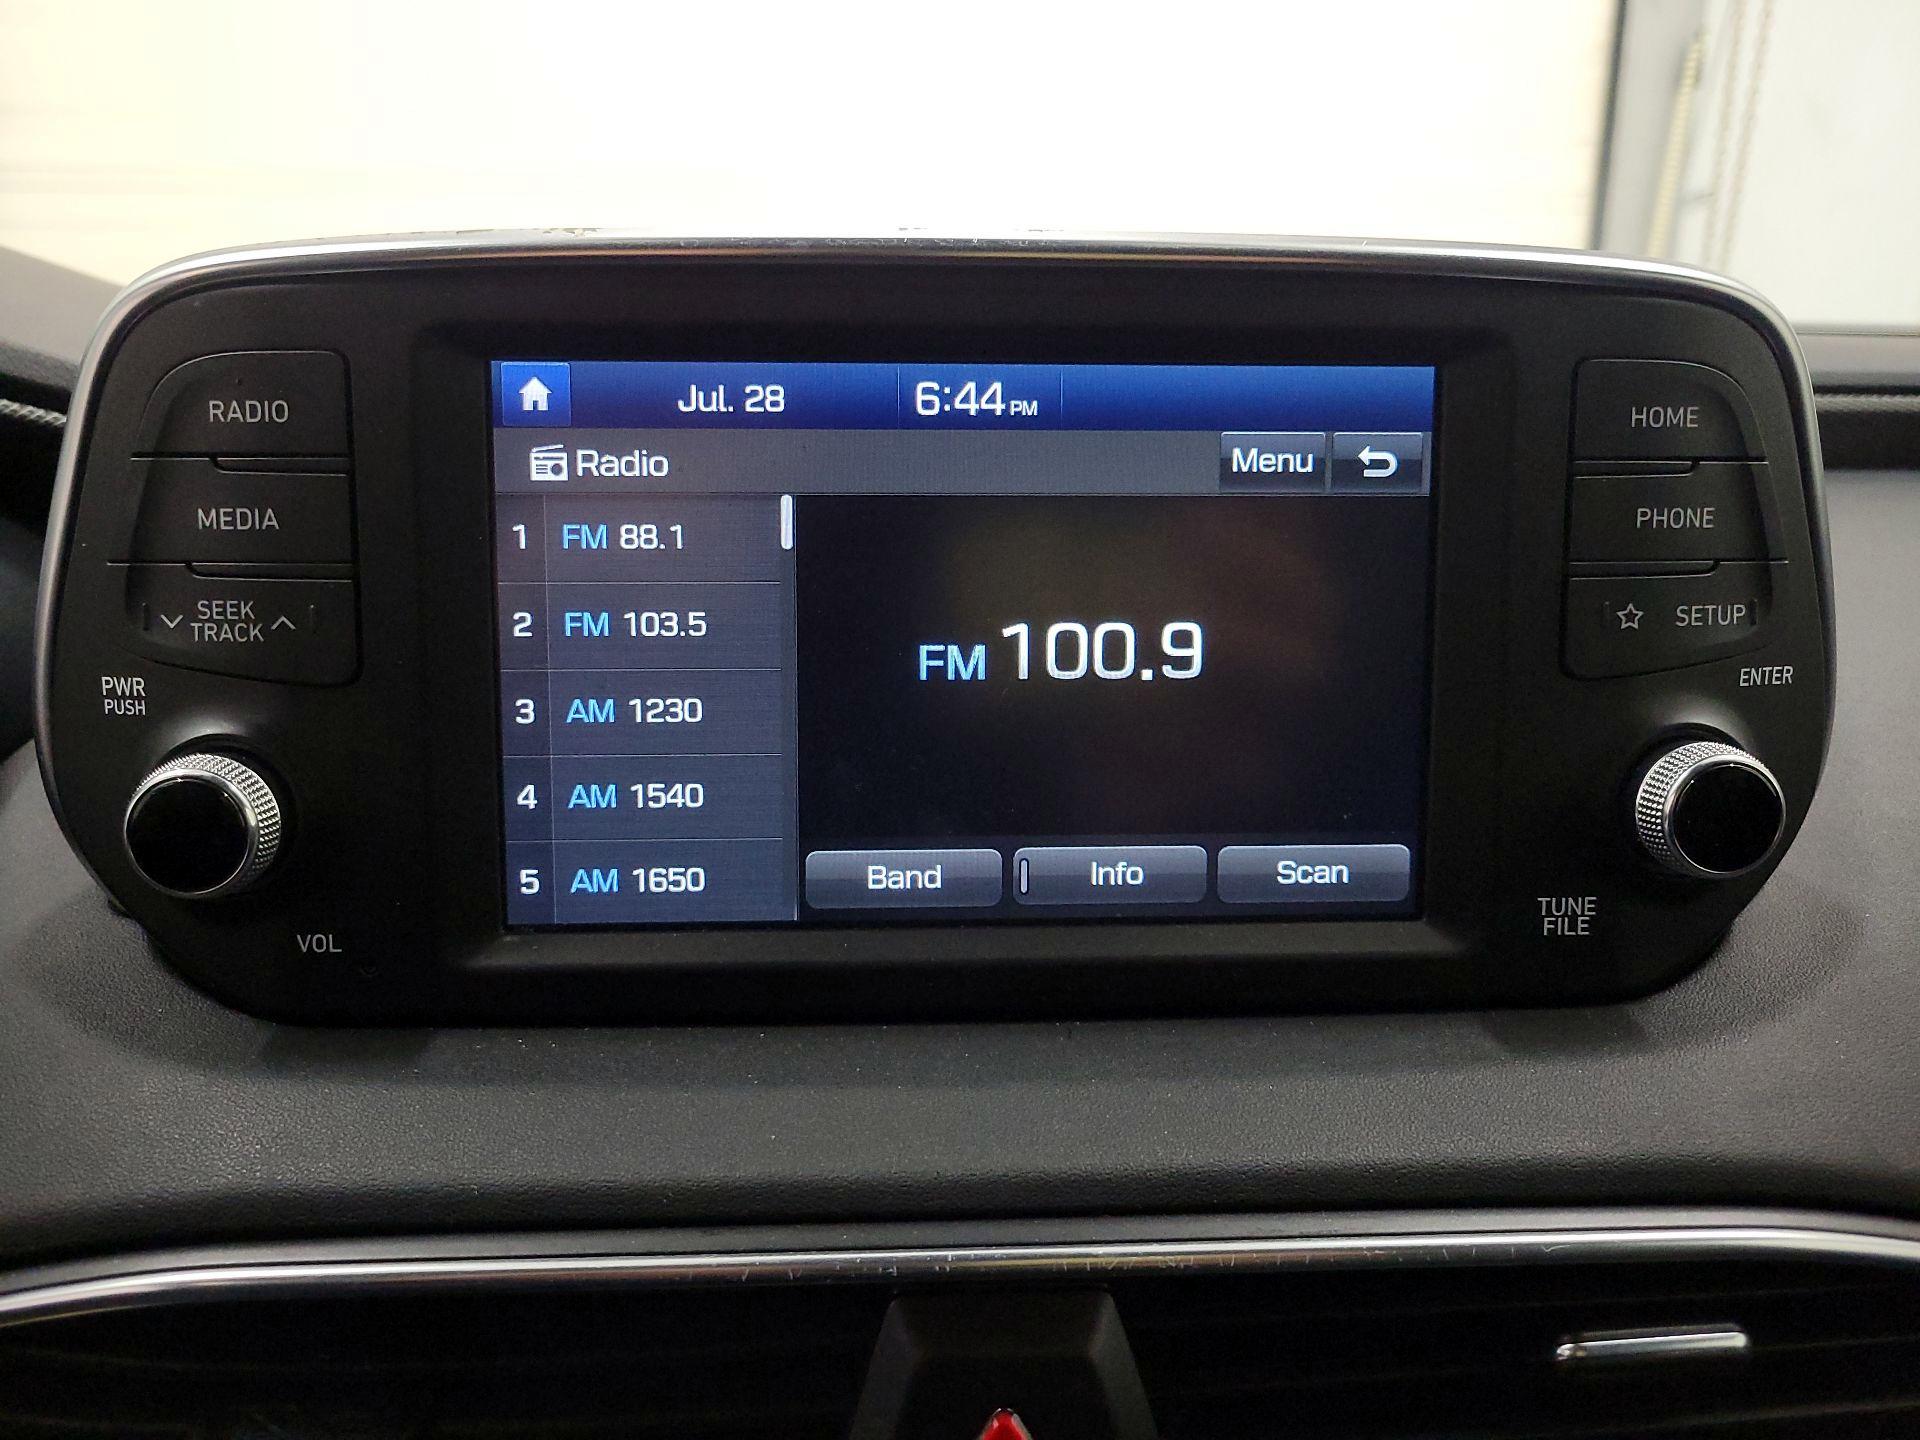 RADIO
MEDIA
SEEK
TRACK
PWR
PUSH
VOL
Jul. 28 6:44 PM
Radio Menu
1 FM 88.1
2 FM 103.5
3 AM 1230
4 AM 1540
5 AM 1650
FM 100.9
Band Info Scan
HOME
PHONE
SETUP
ENTER
TUNE
FILE